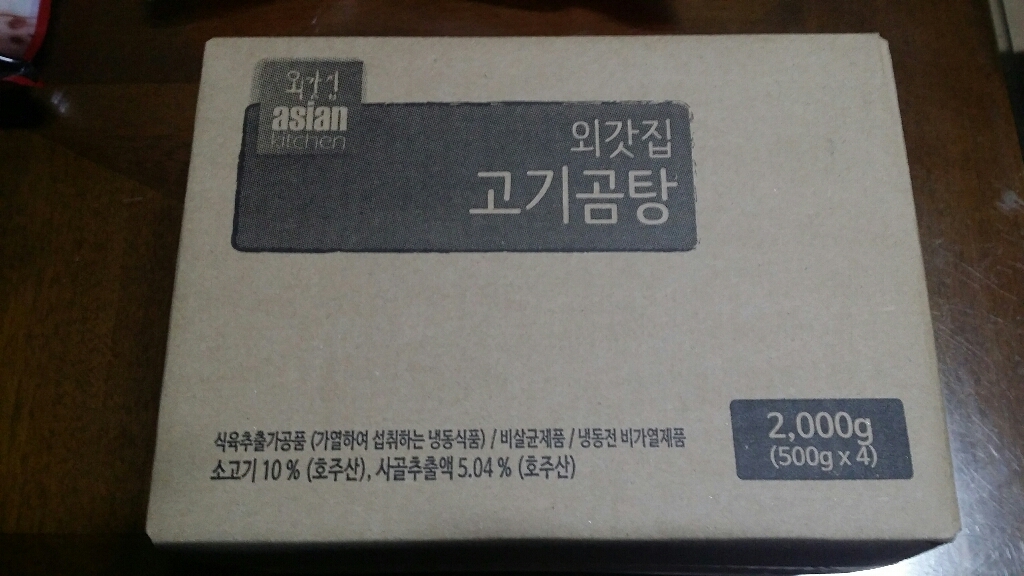 외갓집
asian
kitchen
외갓집
고기곰탕
2,000g
(500g x 4)
식육추출가공품 (가열하여 섭취하는 냉동식품) / 비살균제품 / 냉동전 비가열제품
소고기 10 % (호주산), 사골추출액 5.04 % (호주산)